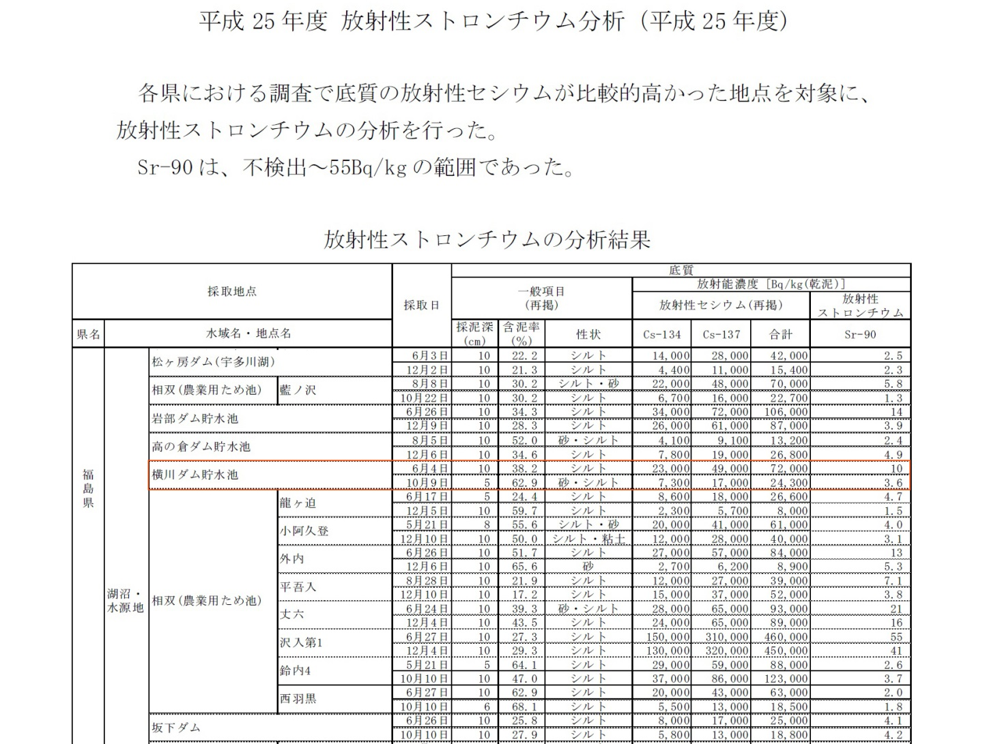 平成 25 年度 放射性ストロンチウム分析（平成 25 年度）
各県における調査で底質の放射性セシウムが比較的高かった地点を対象に、
放射性ストロンチウムの分析を行った。
Sr-90 は、不検出～55Bq/kg の範囲であった。
放射性ストロンチウムの分析結果
採取地点 採取日 底質
一般項目 (再掲) 放射能濃度 [Bq/kg(乾泥)]
放射性セシウム(再掲) 放射性 ストロンチウム
県名 水域名・地点名 採泥深 (cm) 含泥率 (%) 性状 Cs-134 Cs-137 合計 Sr-90
福島県 湖沼・水源地
松ヶ房ダム(宇多川湖) 6月3日 10 22.2 シルト 14,000 28,000 42,000 2.5
12月2日 10 21.3 シルト 4,400 11,000 15,400 2.3
相双(農業用ため池) 藍ノ沢 8月8日 10 30.2 シルト・砂 22,000 48,000 70,000 5.8
10月22日 10 30.2 シルト 6,700 16,000 22,700 1.3
岩部ダム貯水池 6月26日 10 34.3 シルト 34,000 72,000 106,000 14
12月9日 10 28.3 シルト 26,000 61,000 87,000 3.9
高の倉ダム貯水池 8月5日 10 52.0 砂・シルト 4,100 9,100 13,200 2.4
12月6日 10 34.6 シルト 7,800 19,000 26,800 4.9
横川ダム貯水池 6月4日 10 38.2 シルト 23,000 49,000 72,000 10
10月9日 5 62.9 砂・シルト 7,300 17,000 24,300 3.6
相双(農業用ため池) 龍ヶ迫 6月17日 5 24.4 シルト 8,600 18,000 26,600 4.7
12月5日 10 59.7 シルト 2,300 5,700 8,000 1.5
小阿久登 5月21日 8 55.6 シルト・砂 20,000 41,000 61,000 4.0
12月10日 10 50.0 シルト・粘土 12,000 28,000 40,000 3.1
外内 6月26日 10 51.7 シルト 27,000 57,000 84,000 13
12月6日 10 65.6 砂 2,700 6,200 8,900 5.3
平吾入 8月28日 10 21.9 シルト 12,000 27,000 39,000 7.1
12月10日 10 17.2 シルト 15,000 37,000 52,000 3.8
丈六 6月24日 10 39.3 砂・シルト 28,000 65,000 93,000 21
12月4日 10 43.5 シルト 24,000 65,000 89,000 16
沢入第1 6月27日 10 27.3 シルト 150,000 310,000 460,000 55
12月4日 10 29.3 シルト 130,000 320,000 450,000 41
鈴内4 5月21日 5 64.1 シルト 29,000 59,000 88,000 2.6
10月10日 10 47.0 シルト 37,000 86,000 123,000 3.7
西羽黒 6月27日 10 62.9 シルト 20,000 43,000 63,000 2.0
10月10日 6 68.1 シルト 5,500 13,000 18,500 1.8
坂下ダム 6月26日 10 25.8 シルト 8,000 17,000 25,000 4.1
10月10日 10 27.9 シルト 5,800 13,000 18,800 4.2